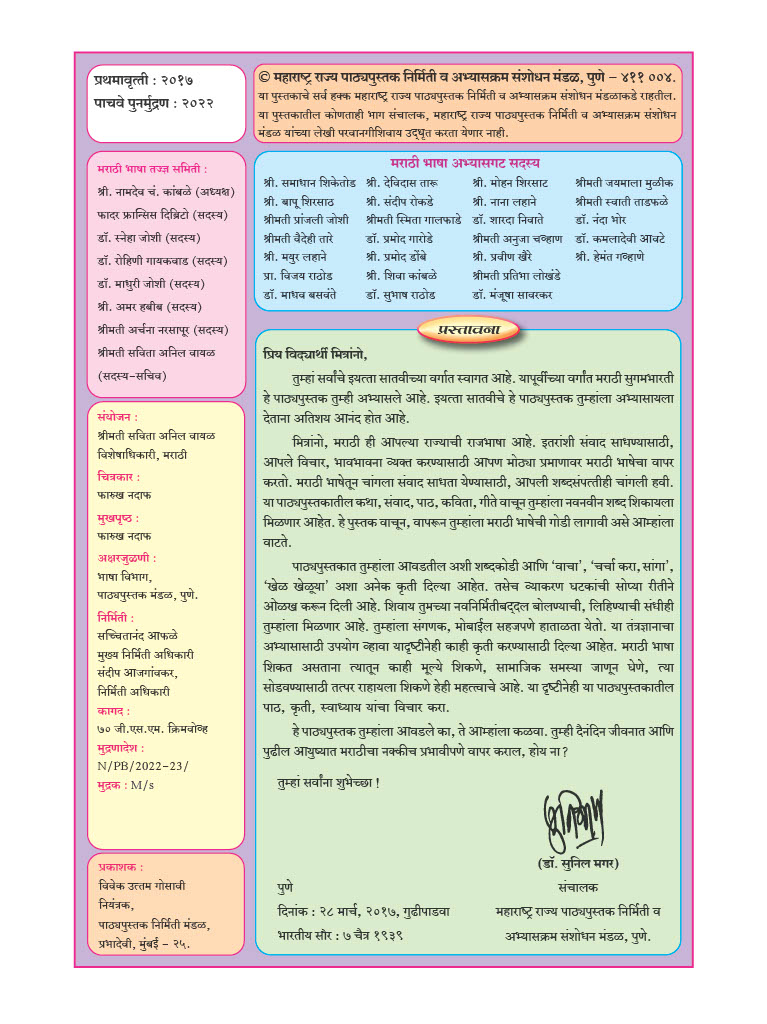 प्रथमावृत्ती : २०१७
पाचवे पुनर्मुद्रण : २०२२
© महाराष्ट्र राज्य पाठ्यपुस्तक निर्मिती व अभ्यासक्रम संशोधन मंडळ, पुणे – ४११ ००४.
या पुस्तकाचे सर्व हक्क महाराष्ट्र राज्य पाठ्यपुस्तक निर्मिती व अभ्यासक्रम संशोधन मंडळाकडे राहतील.
या पुस्तकातील कोणताही भाग संचालक, महाराष्ट्र राज्य पाठ्यपुस्तक निर्मिती व अभ्यासक्रम संशोधन
मंडळ यांच्या लेखी परवानगीशिवाय उद्धृत करता येणार नाही.
मराठी भाषा तज्ज्ञ समिती :
श्री. नामदेव चं. कांबळे (अध्यक्ष)
फादर फ्रान्सिस दिब्रिटो (सदस्य)
डॉ. स्नेहा जोशी (सदस्य)
डॉ. रोहिणी गायकवाड (सदस्य)
डॉ. माधुरी जोशी (सदस्य)
श्री. अमर हबीब (सदस्य)
श्रीमती अर्चना नरसापूर (सदस्य)
श्रीमती सविता अनिल वायळ
(सदस्य-सचिव)
मराठी भाषा अभ्यासगट सदस्य
श्री. समाधान शिकेतोड श्री. देविदास तारू श्री. मोहन शिरसाट श्रीमती जयमाला मुळीक
श्री. बापू शिरसाठ श्री. संदीप रोकडे श्री. नाना लहाने श्रीमती स्वाती ताडफळे
श्रीमती प्रांजली जोशी श्रीमती स्मिता गालफाडे डॉ. शारदा निवाते डॉ. नंदा भोर
श्रीमती वैदेही तारे डॉ. प्रमोद गारोडे श्रीमती अनुजा चव्हाण डॉ. कमलादेवी आवटे
श्री. मयुर लहाने श्री. प्रमोद डोंबे श्री. प्रवीण खैरे श्री. हेमंत गव्हाणे
प्रा. विजय राठोड श्री. शिवा कांबळे श्रीमती प्रतिभा लोखंडे
डॉ. माधव बसवंते डॉ. सुभाष राठोड डॉ. मंजूषा सावरकर
संयोजन :
श्रीमती सविता अनिल वायळ
विशेषाधिकारी, मराठी
चित्रकार :
फारुख नदाफ
मुखपृष्ठ :
फारुख नदाफ
अक्षरजुळणी :
भाषा विभाग,
पाठ्यपुस्तक मंडळ, पुणे.
निर्मिती :
सच्चितानंद आफळे
मुख्य निर्मिती अधिकारी
संदीप आजगांवकर,
निर्मिती अधिकारी
कागद :
७० जी.एस.एम. क्रिमवोव्ह
मुद्रणादेश :
N/PB/2022-23/
मुद्रक : M/s
प्रकाशक :
विवेक उत्तम गोसावी
नियंत्रक,
पाठ्यपुस्तक निर्मिती मंडळ,
प्रभादेवी, मुंबई – २५.
प्रस्तावना
प्रिय विद्यार्थी मित्रांनो,
तुम्हां सर्वांचे इयत्ता सातवीच्या वर्गात स्वागत आहे. यापूर्वीच्या वर्गांत मराठी सुगमभारती
हे पाठ्यपुस्तक तुम्ही अभ्यासले आहे. इयत्ता सातवीचे हे पाठ्यपुस्तक तुम्हांला अभ्यासायला
देताना अतिशय आनंद होत आहे.
मित्रांनो, मराठी ही आपल्या राज्याची राजभाषा आहे. इतरांशी संवाद साधण्यासाठी,
आपले विचार, भावभावना व्यक्त करण्यासाठी आपण मोठ्या प्रमाणावर मराठी भाषेचा वापर
करतो. मराठी भाषेतून चांगला संवाद साधता येण्यासाठी, आपली शब्दसंपत्तीही चांगली हवी.
या पाठ्यपुस्तकातील कथा, संवाद, पाठ, कविता, गीते वाचून तुम्हांला नवनवीन शब्द शिकायला
मिळणार आहेत. हे पुस्तक वाचून, वापरून तुम्हांला मराठी भाषेची गोडी लागावी असे आम्हांला
वाटते.
पाठ्यपुस्तकात तुम्हांला आवडतील अशी शब्दकोडी आणि 'वाचा', 'चर्चा करा, सांगा',
'खेळ खेळूया' अशा अनेक कृती दिल्या आहेत. तसेच व्याकरण घटकांची सोप्या रीतीने
ओळख करून दिली आहे. शिवाय तुमच्या नवनिर्मितीबद्दल बोलण्याची, लिहिण्याची संधीही
तुम्हांला मिळणार आहे. तुम्हांला संगणक, मोबाईल सहजपणे हाताळता येतो. या तंत्रज्ञानाचा
अभ्यासासाठी उपयोग व्हावा यादृष्टीनेही काही कृती करण्यासाठी दिल्या आहेत. मराठी भाषा
शिकत असताना त्यातून काही मूल्ये शिकणे, सामाजिक समस्या जाणून घेणे, त्या
सोडवण्यासाठी तत्पर राहायला शिकणे हेही महत्त्वाचे आहे. या दृष्टीनेही या पाठ्यपुस्तकातील
पाठ, कृती, स्वाध्याय यांचा विचार करा.
हे पाठ्यपुस्तक तुम्हांला आवडले का, ते आम्हांला कळवा. तुम्ही दैनंदिन जीवनात आणि
पुढील आयुष्यात मराठीचा नक्कीच प्रभावीपणे वापर कराल, होय ना?
तुम्हां सर्वांना शुभेच्छा !
(डॉ. सुनिल मगर)
पुणे संचालक
दिनांक : २८ मार्च, २०१७, गुढीपाडवा महाराष्ट्र राज्य पाठ्यपुस्तक निर्मिती व
भारतीय सौर : ७ चैत्र १९३९ अभ्यासक्रम संशोधन मंडळ, पुणे.